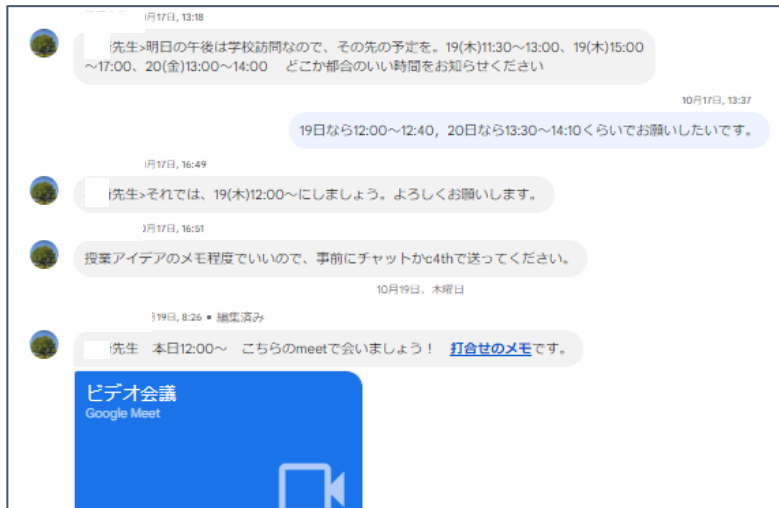 月17日, 13:18
先生>明日の午後は学校訪問なので、その先の予定を。19(木)11:30～13:00、19(木)15:00
～17:00、20(金)13:00～14:00　どこか都合のいい時間をお知らせください
10月17日, 13:37
19日なら12:00～12:40，20日なら13:30～14:10くらいでお願いしたいです。
月17日, 16:49
先生>それでは、19(木)12:00～にしましょう。よろしくお願いします。
月17日, 16:51
授業アイデアのメモ程度でいいので、事前にチャットかc4thで送ってください。
10月19日、木曜日
19日, 8:26 • 編集済み
先生　本日12:00～　こちらのmeetで会いましょう！　打合せのメモです。
ビデオ会議
Google Meet